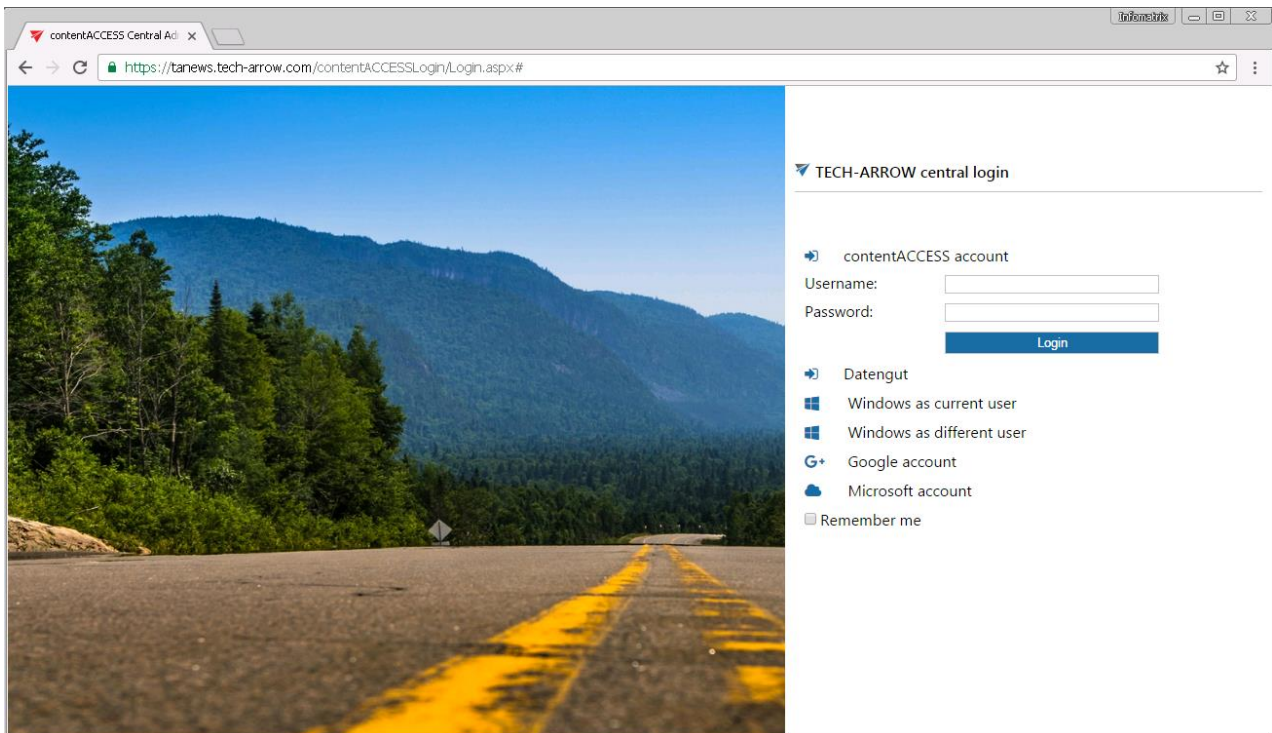 Infomatrix
contentACCESS Central Ad
https://tanews.tech-arrow.com/contentACCESSLogin/Login.aspx#
TECH-ARROW central login
contentACCESS account
Username:
Password:
Login
Datengut
Windows as current user
Windows as different user
G+ Google account
Microsoft account
Remember me